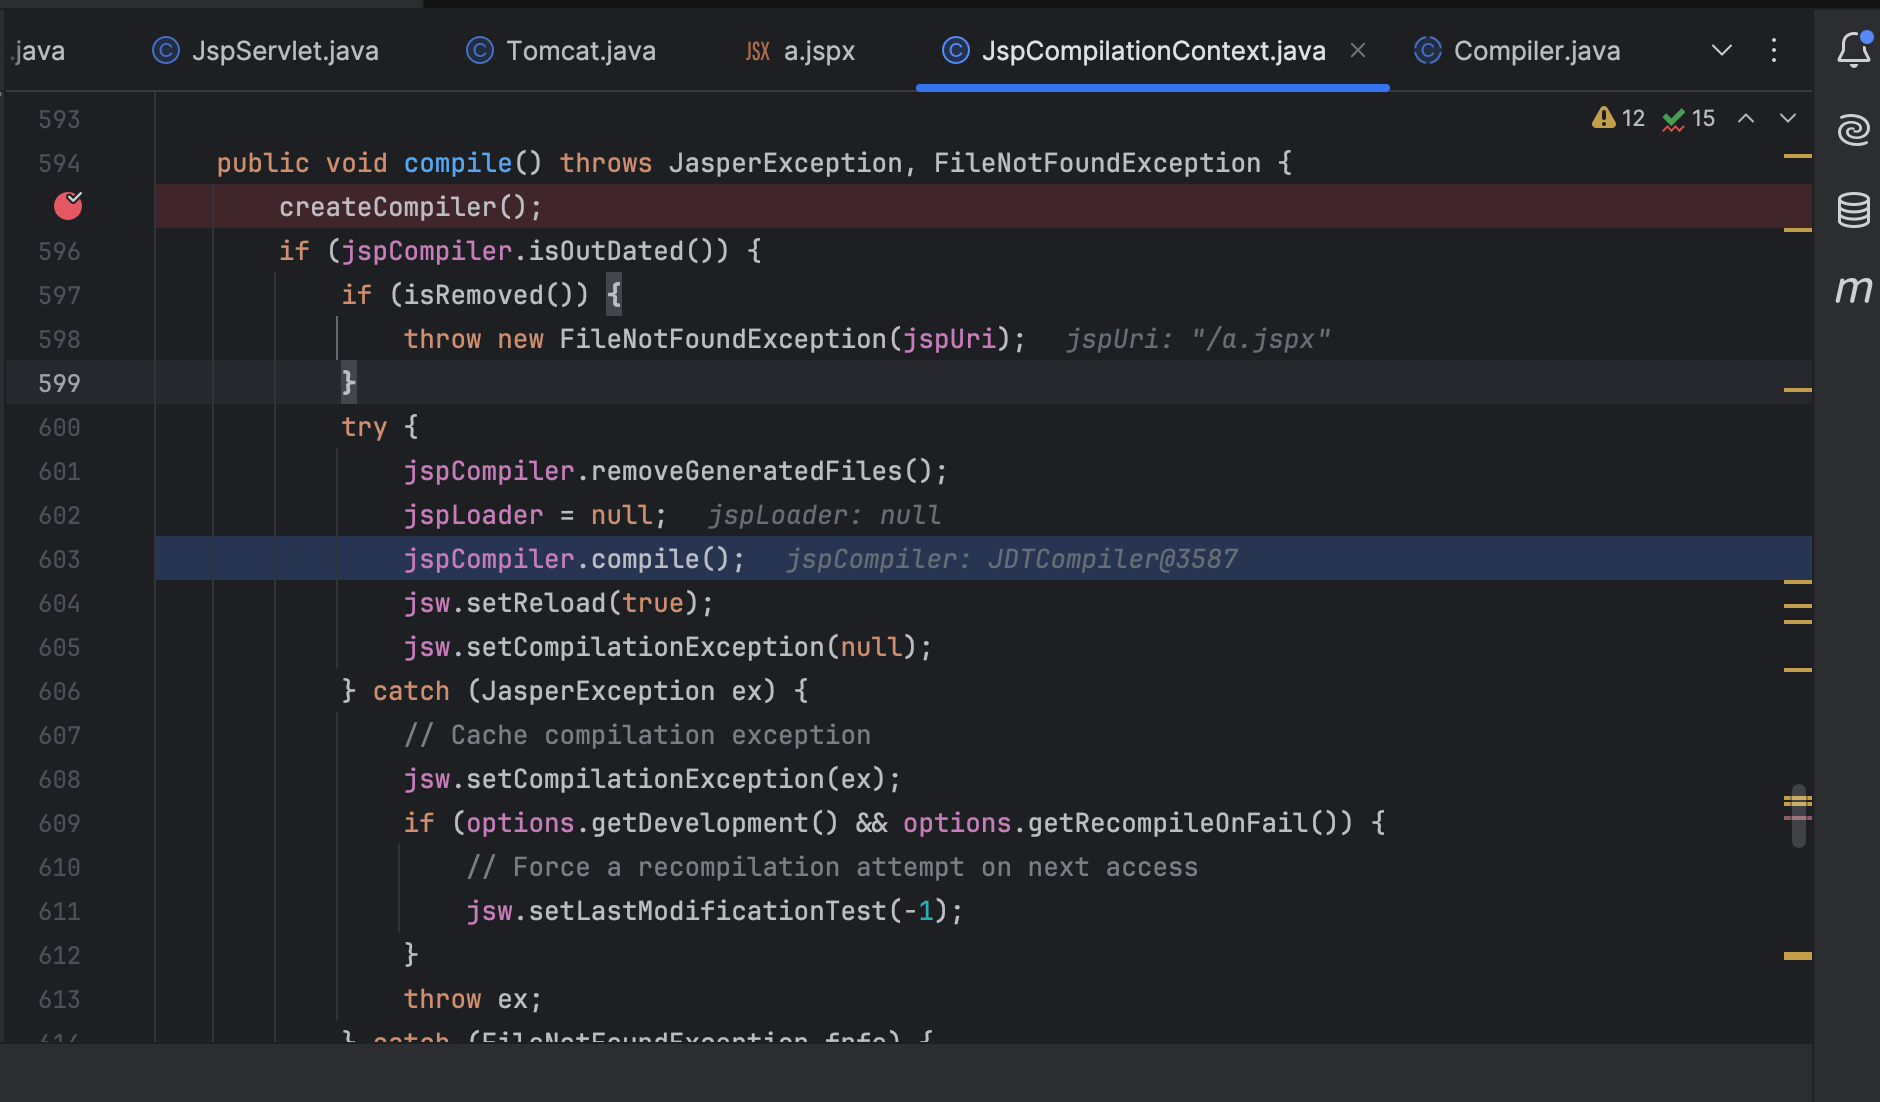 .java JspServlet.java Tomcat.java JSX a.jspx JspCompilationContext.java Compiler.java
12 15
593
594 public void compile() throws JasperException, FileNotFoundException {
createCompiler();
596 if (jspCompiler.isOutDated()) {
597 if (isRemoved()) {
598 throw new FileNotFoundException(jspUri); jspUri: "/a.jspx"
599 }
600 try {
601 jspCompiler.removeGeneratedFiles();
602 jspLoader = null; jspLoader: null
603 jspCompiler.compile(); jspCompiler: JDTCompiler@3587
604 jsw.setReload(true);
605 jsw.setCompilationException(null);
606 } catch (JasperException ex) {
607 // Cache compilation exception
608 jsw.setCompilationException(ex);
609 if (options.getDevelopment() && options.getRecompileOnFail()) {
610 // Force a recompilation attempt on next access
611 jsw.setLastModificationTest(-1);
612 }
613 throw ex;
614 } catch (FileNotFoundException fnfe) {